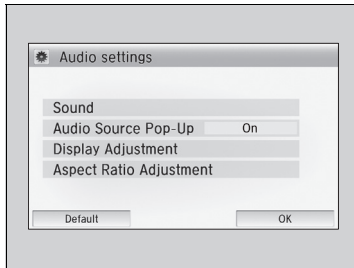 Audio settings
Sound
Audio Source Pop-Up On
Display Adjustment
Aspect Ratio Adjustment
Default OK